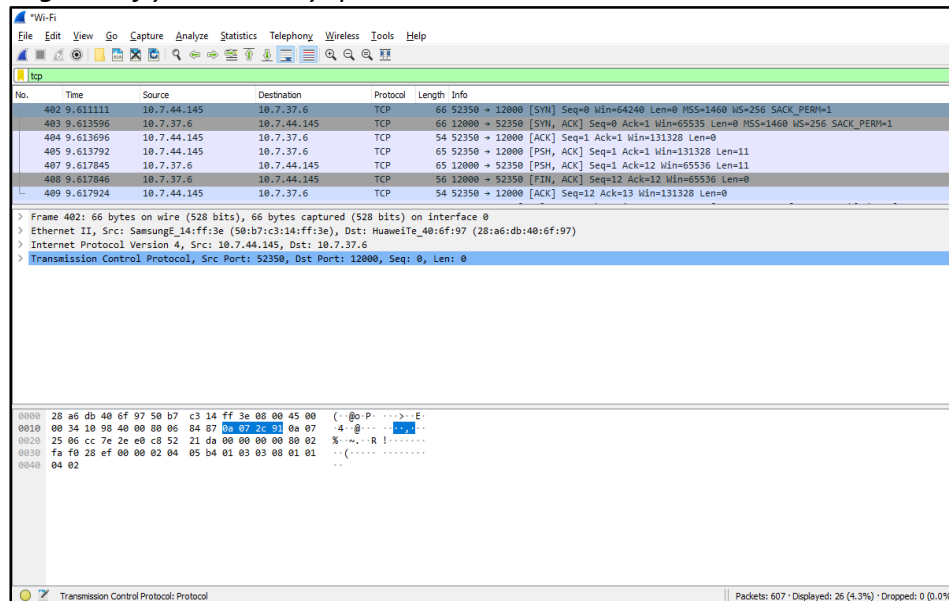 *Wi-Fi
File Edit View Go Capture Analyze Statistics Telephony Wireless Tools Help
tcp
No. Time Source Destination Protocol Length Info
402 9.611111 10.7.44.145 10.7.37.6 TCP 66 52350 → 12000 [SYN] Seq=0 Win=64240 Len=0 MSS=1460 WS=256 SACK_PERM=1
403 9.613596 10.7.37.6 10.7.44.145 TCP 66 12000 → 52350 [SYN, ACK] Seq=0 Ack=1 Win=65535 Len=0 MSS=1460 WS=256 SACK_PERM=1
404 9.613696 10.7.44.145 10.7.37.6 TCP 54 52350 → 12000 [ACK] Seq=1 Ack=1 Win=131328 Len=0
405 9.613792 10.7.44.145 10.7.37.6 TCP 65 52350 → 12000 [PSH, ACK] Seq=1 Ack=1 Win=131328 Len=11
407 9.617845 10.7.37.6 10.7.44.145 TCP 65 12000 → 52350 [PSH, ACK] Seq=1 Ack=12 Win=65536 Len=11
408 9.617846 10.7.37.6 10.7.44.145 TCP 56 12000 → 52350 [FIN, ACK] Seq=12 Ack=12 Win=65536 Len=0
409 9.617924 10.7.44.145 10.7.37.6 TCP 54 52350 → 12000 [ACK] Seq=12 Ack=13 Win=131328 Len=0
> Frame 402: 66 bytes on wire (528 bits), 66 bytes captured (528 bits) on interface 0
> Ethernet II, Src: SamsungE_14:ff:3e (50:b7:c3:14:ff:3e), Dst: HuaweiTe_40:6f:97 (28:a6:db:40:6f:97)
> Internet Protocol Version 4, Src: 10.7.44.145, Dst: 10.7.37.6
> Transmission Control Protocol, Src Port: 52350, Dst Port: 12000, Seq: 0, Len: 0
0000 28 a6 db 40 6f 97 50 b7 c3 14 ff 3e 08 00 45 00 (··@o·P· ···>··E·
0010 00 34 10 98 40 00 80 06 84 87 0a 07 2c 91 0a 07 ·4··@··· ····,···
0020 25 06 cc 7e 2e e0 c8 52 21 da 00 00 00 00 80 02 %··~.··R !·······
0030 fa f0 28 ef 00 00 02 04 05 b4 01 03 03 08 01 01 ··(····· ········
0040 04 02 ··
Transmission Control Protocol: Protocol
Packets: 607 · Displayed: 26 (4.3%) · Dropped: 0 (0.0%